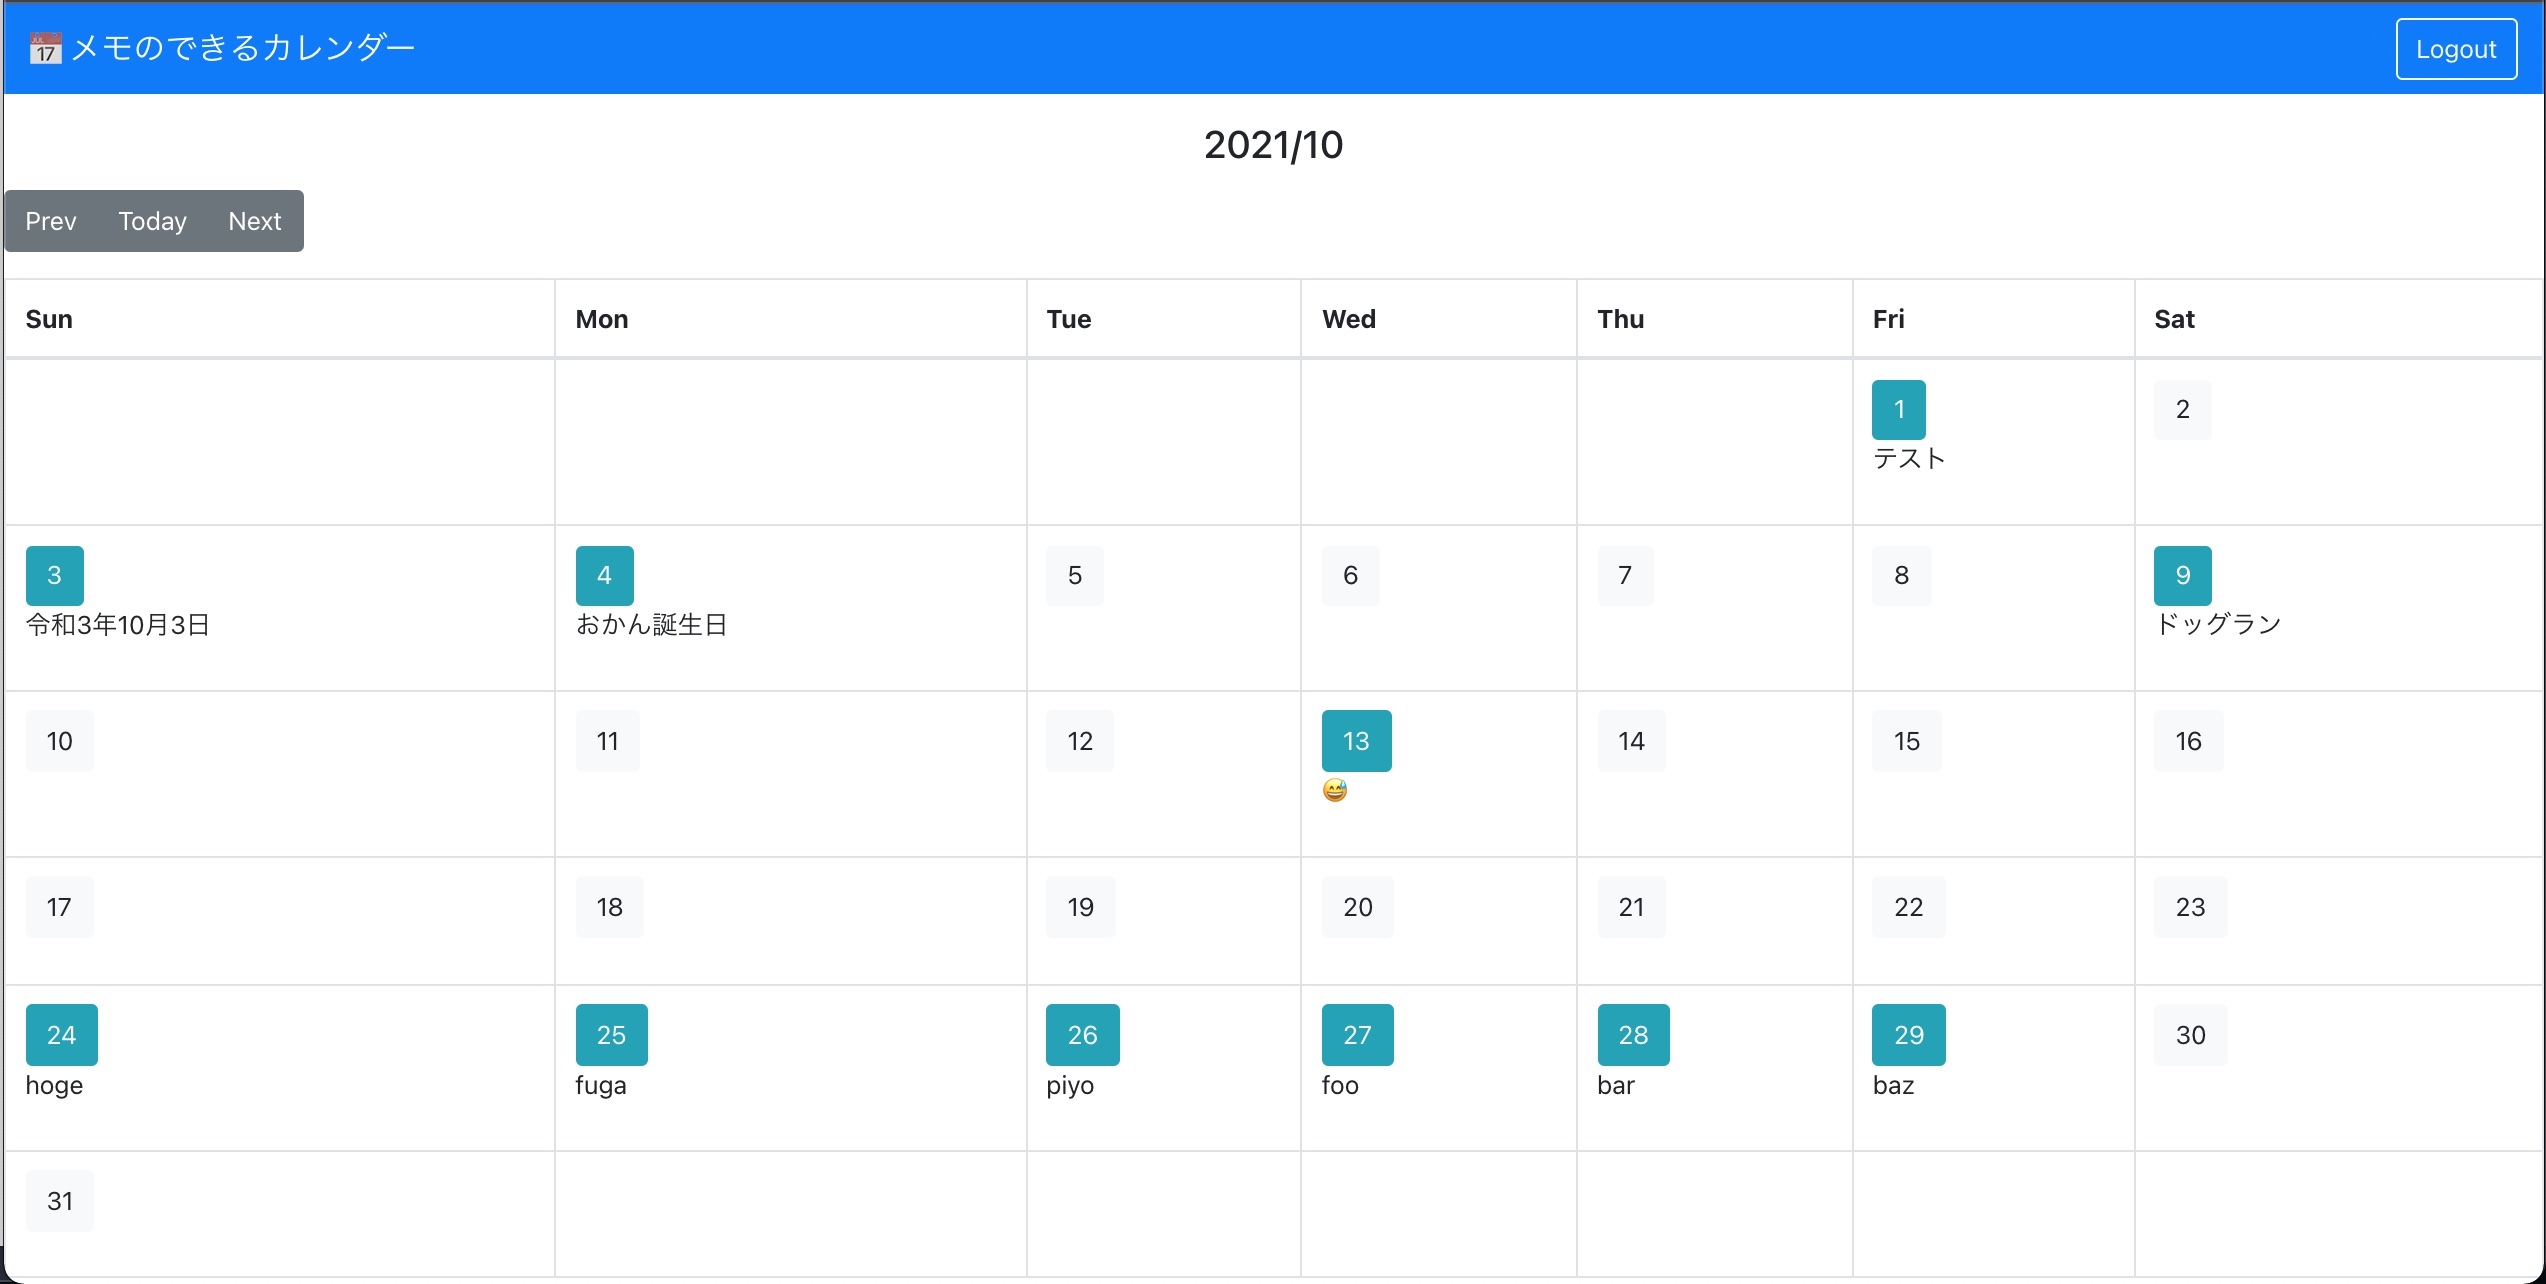 📅 メモのできるカレンダー Logout
2021/10
Prev Today Next
Sun Mon Tue Wed Thu Fri Sat
1 2
テスト
3 4 5 6 7 8 9
令和3年10月3日 おかん誕生日 ドッグラン
10 11 12 13 14 15 16
😅
17 18 19 20 21 22 23
24 25 26 27 28 29 30
hoge fuga piyo foo bar baz
31